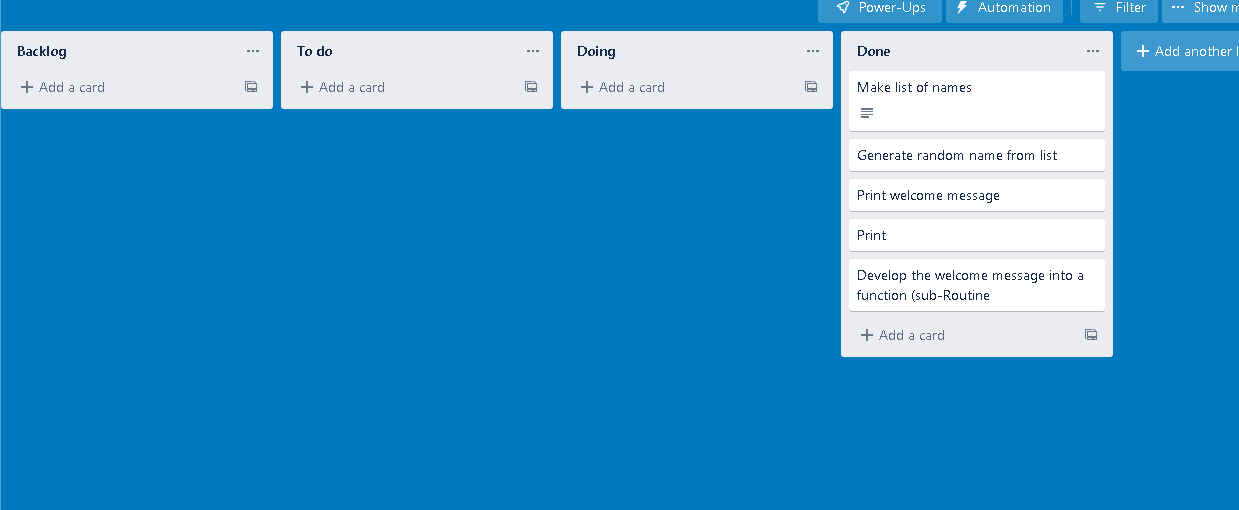 Power-Ups
Automation
Filter
Show m
Backlog
Add a card
To do
Add a card
Doing
Add a card
Done
Make list of names
Generate random name from list
Print welcome message
Print
Develop the welcome message into a
function (sub-Routine
Add a card
Add another l